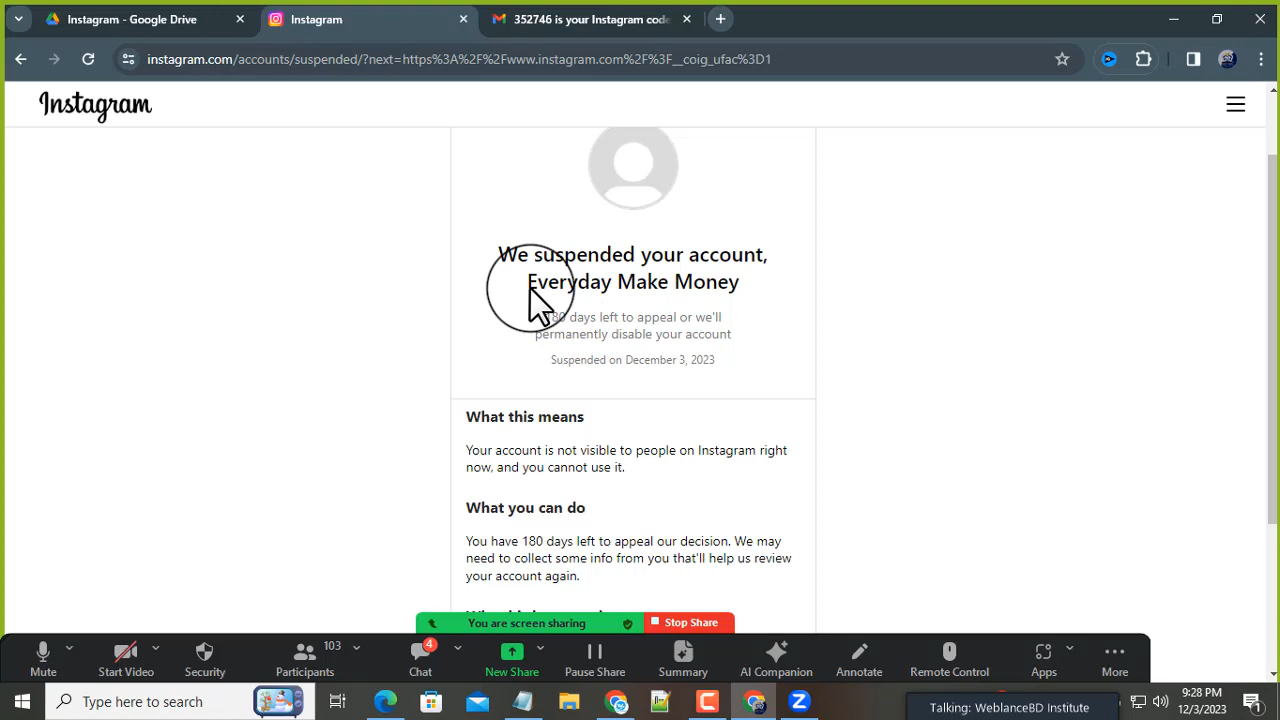 Instagram - Google Drive
Instagram
352746 is your Instagram code
instagram.com/accounts/suspended/?next=https%3A%2F%2Fwww.instagram.com%2F%3F__coig_ufac%3D1
Instagram
We suspended your account,
Everyday Make Money
180 days left to appeal or we'll
permanently disable your account
Suspended on December 3, 2023
What this means
Your account is not visible to people on Instagram right
now, and you cannot use it.
What you can do
You have 180 days left to appeal our decision. We may
need to collect some info from you that'll help us review
your account again.
You are screen sharing
Stop Share
Mute
Start Video
Security
103
Participants
4
Chat
New Share
Pause Share
Summary
AI Companion
Annotate
Remote Control
Apps
More
Type here to search
Talking: WeblanceBD Institute
9:28 PM
12/3/2023
1